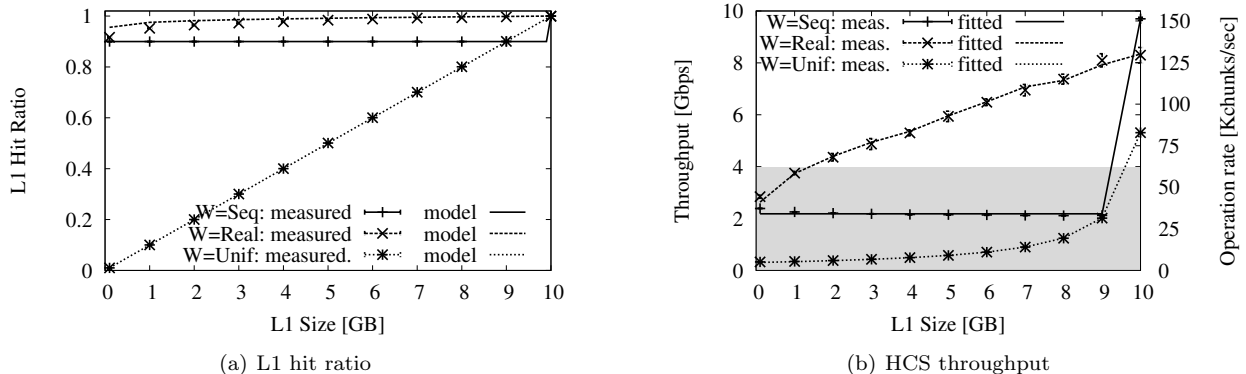 L1 Hit Ratio
1
0.8
0.6
0.4
0.2
0
W=Seq: measured model
W=Real: measured model
W=Unif: measured. model
0 1 2 3 4 5 6 7 8 9 10
L1 Size [GB]
(a) L1 hit ratio
Throughput [Gbps]
10
8
6
4
2
0
W=Seq: meas. fitted
W=Real: meas. fitted
W=Unif: meas. fitted
150
125
100
75
50
25
0
Operation rate [Kchunks/sec]
0 1 2 3 4 5 6 7 8 9 10
L1 Size [GB]
(b) HCS throughput